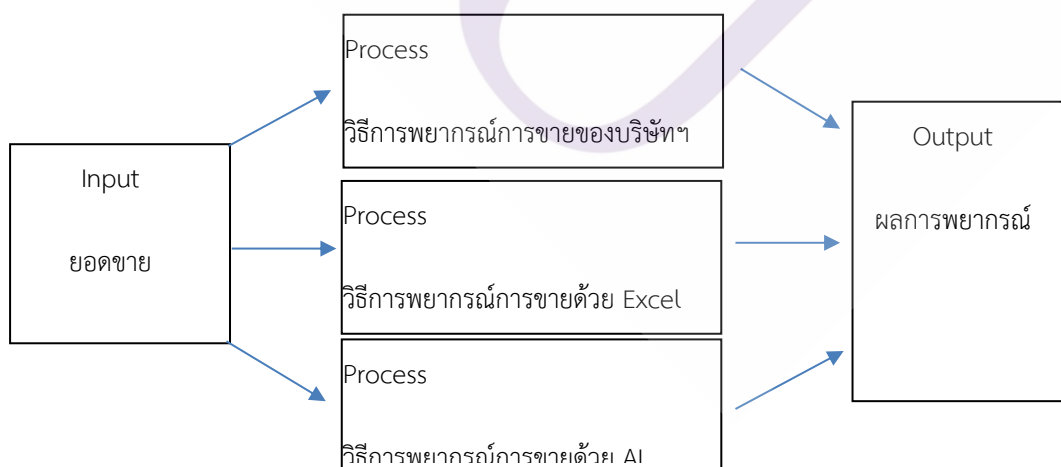 Input
ยอดขาย
Process
วิธีการพยากรณ์การขายของบริษัทฯ
Process
วิธีการพยากรณ์การขายด้วย Excel
Process
วิธีการพยากรณ์การขายด้วย AI
Output
ผลการพยากรณ์